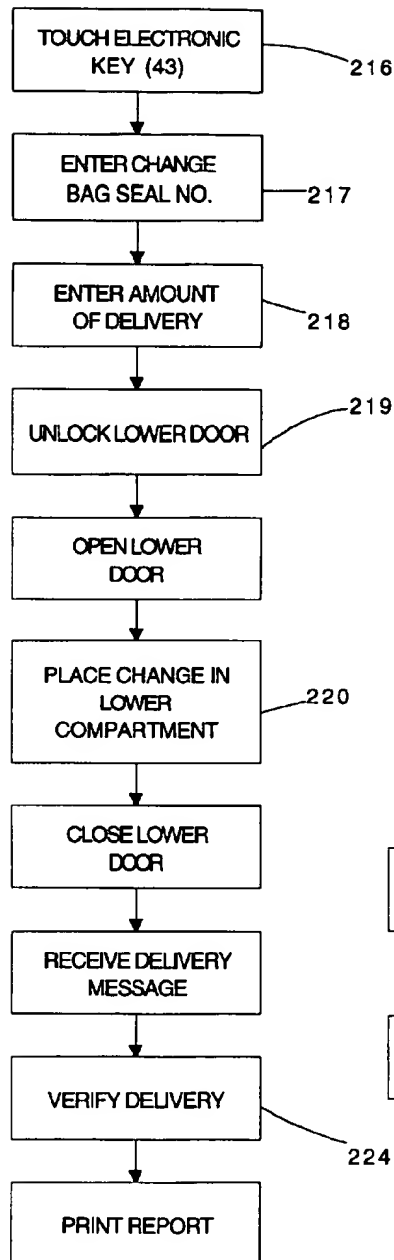 TOUCH ELECTRONIC
KEY (43)
216
ENTER CHANGE
BAG SEAL NO.
217
ENTER AMOUNT
OF DELIVERY
218
219
UNLOCK LOWER DOOR
OPEN LOWER
DOOR
PLACE CHANGE IN
LOWER
COMPARTMENT
220
CLOSE LOWER
DOOR
RECEIVE DELIVERY
MESSAGE
VERIFY DELIVERY
224
PRINT REPORT